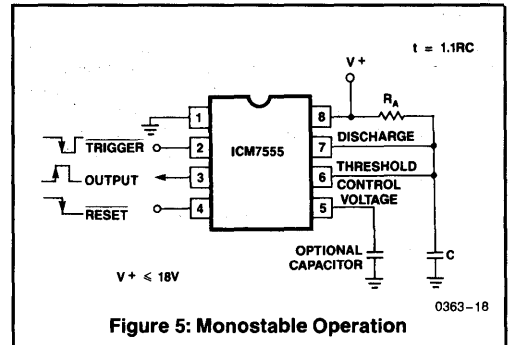 t = 1.1RC
V+
RA
1
8
DISCHARGE
TRIGGER
2
ICM7555
7
THRESHOLD
OUTPUT
3
6
CONTROL
VOLTAGE
RESET
4
5
OPTIONAL
CAPACITOR
C
V+ ≤ 18V
0363-18
Figure 5: Monostable Operation